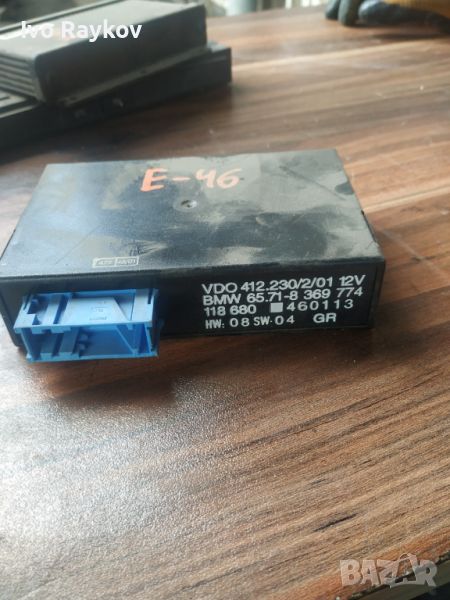 Ivo Raykov
E-46
VDO 412.230/2/01 12V
BMW 65.71-8 369 774
118 680 460113
HW: 08 SW: 04 GR
BAZAR